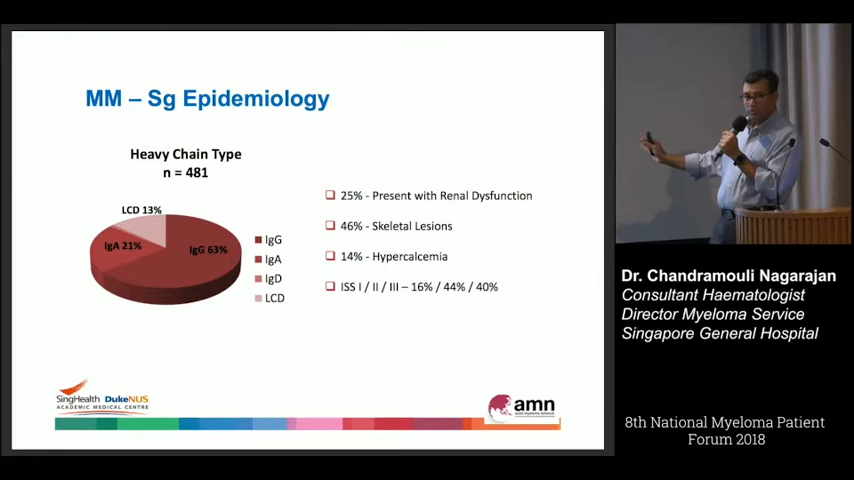 MM – Sg Epidemiology
Heavy Chain Type
n = 481
LCD 13%
IgA 21%
IgG 63%
IgG
IgA
IgD
LCD
25% - Present with Renal Dysfunction
46% - Skeletal Lesions
14% - Hypercalcemia
ISS I / II / III – 16% / 44% / 40%
SingHealth DukeNUS
ACADEMIC MEDICAL CENTRE
amn
Dr. Chandramouli Nagarajan
Consultant Haematologist
Director Myeloma Service
Singapore General Hospital
8th National Myeloma Patient
Forum 2018